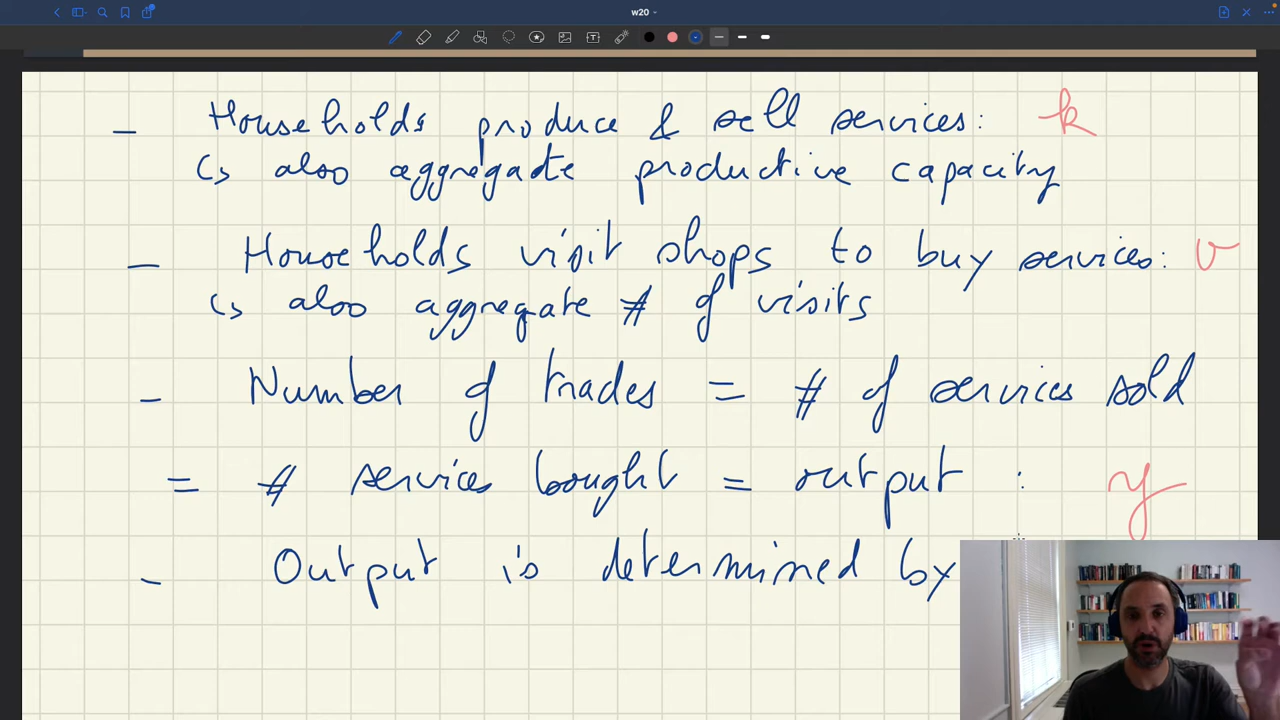 w20
- Households produce & sell services: k
↳ also aggregate productive capacity
- Households visit shops to buy services: v
↳ also aggregate # of visits
- Number of trades = # of services sold
= # services bought = output : y
- Output is determined by